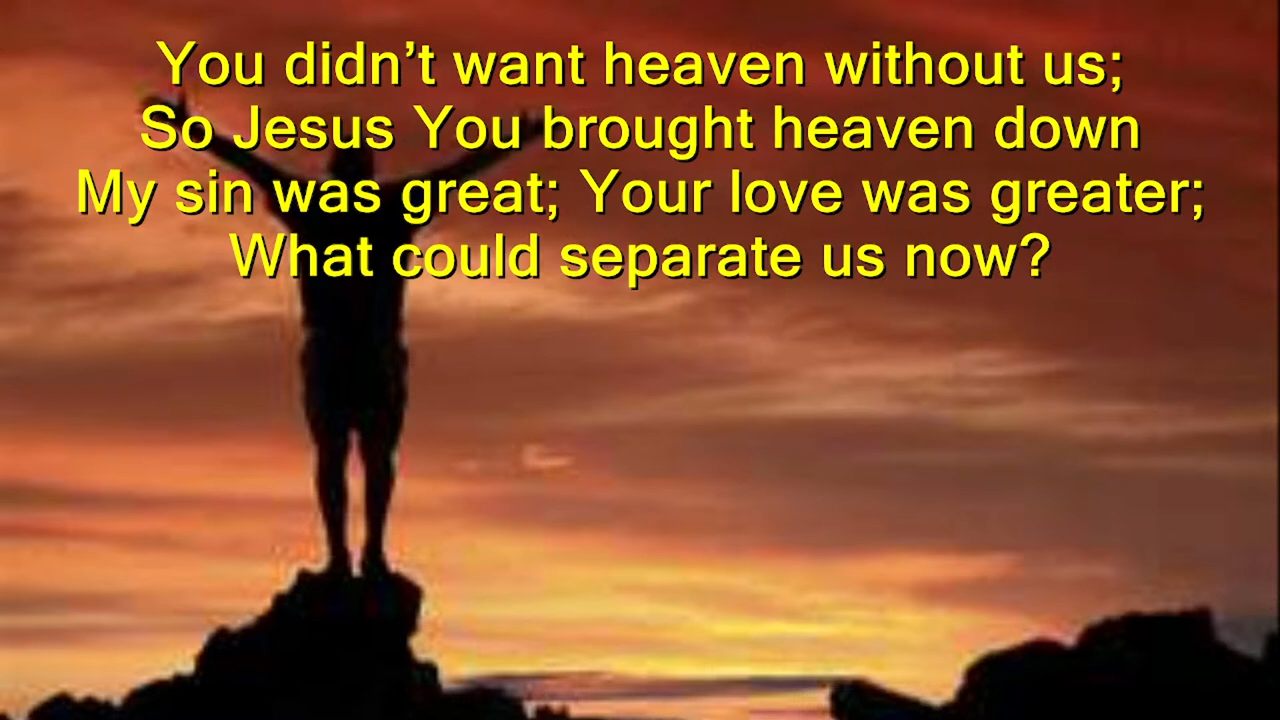 You didn’t want heaven without us;
So Jesus You brought heaven down
My sin was great; Your love was greater;
What could separate us now?